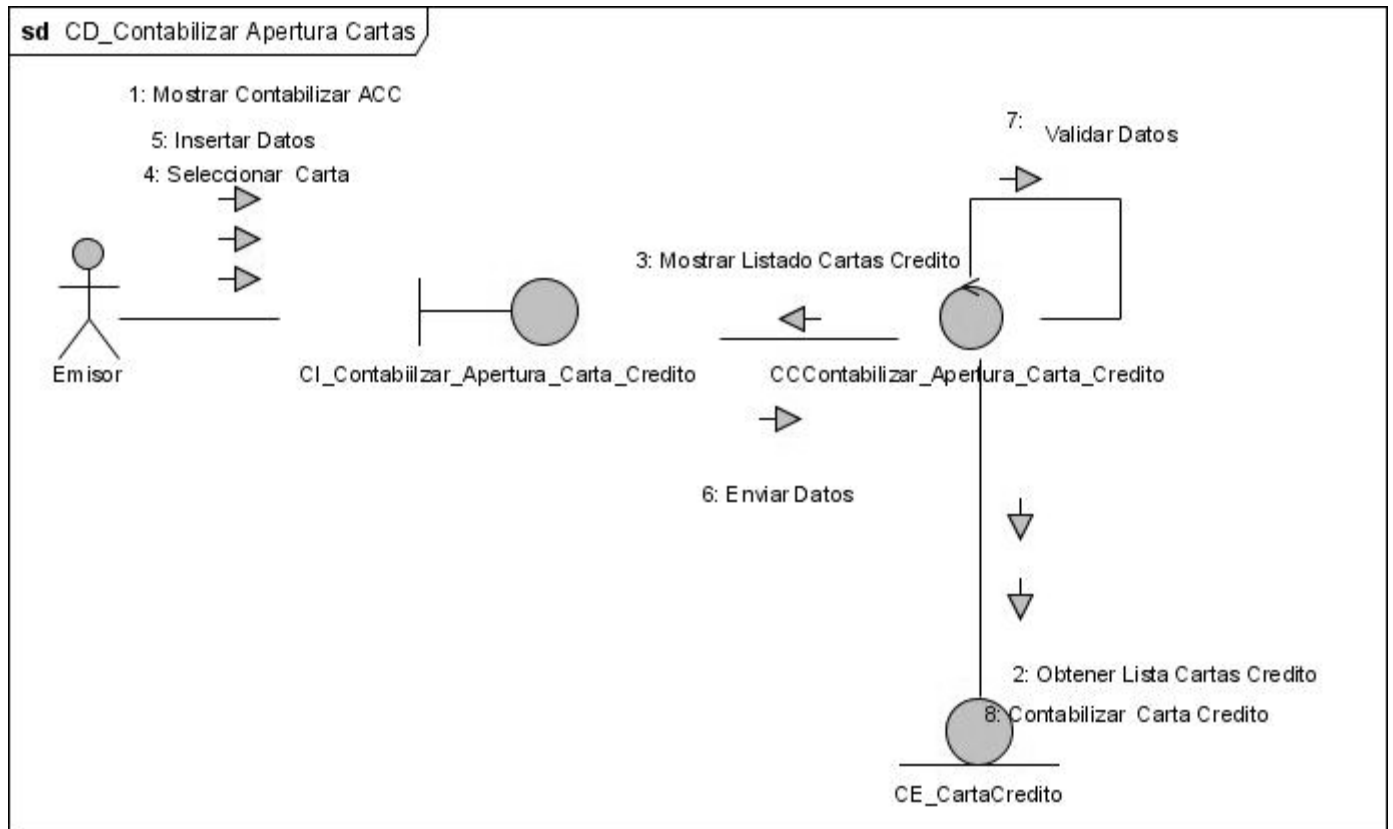 sd CD_Contabilizar Apertura Cartas
1: Mostrar Contabilizar ACC
5: Insertar Datos
4: Seleccionar Carta
7:
Validar Datos
3: Mostrar Listado Cartas Credito
Emisor
CI_Contabiilzar_Apertura_Carta_Credito
CCContabilizar_Apertura_Carta_Credito
6: Enviar Datos
2: Obtener Lista Cartas Credito
8: Contabilizar Carta Credito
CE_CartaCredito